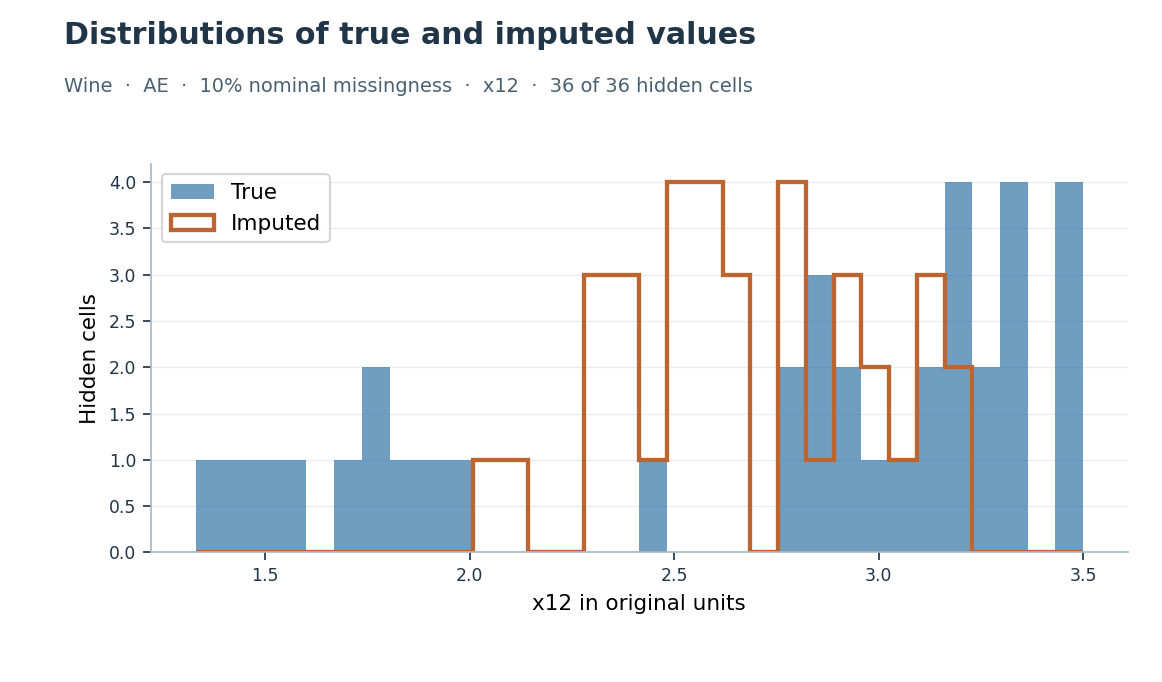 Distributions of true and imputed values
Wine · AE · 10% nominal missingness · x12 · 36 of 36 hidden cells
True
Imputed
Hidden cells
4.0
3.5
3.0
2.5
2.0
1.5
1.0
0.5
0.0
1.5 2.0 2.5 3.0 3.5
x12 in original units